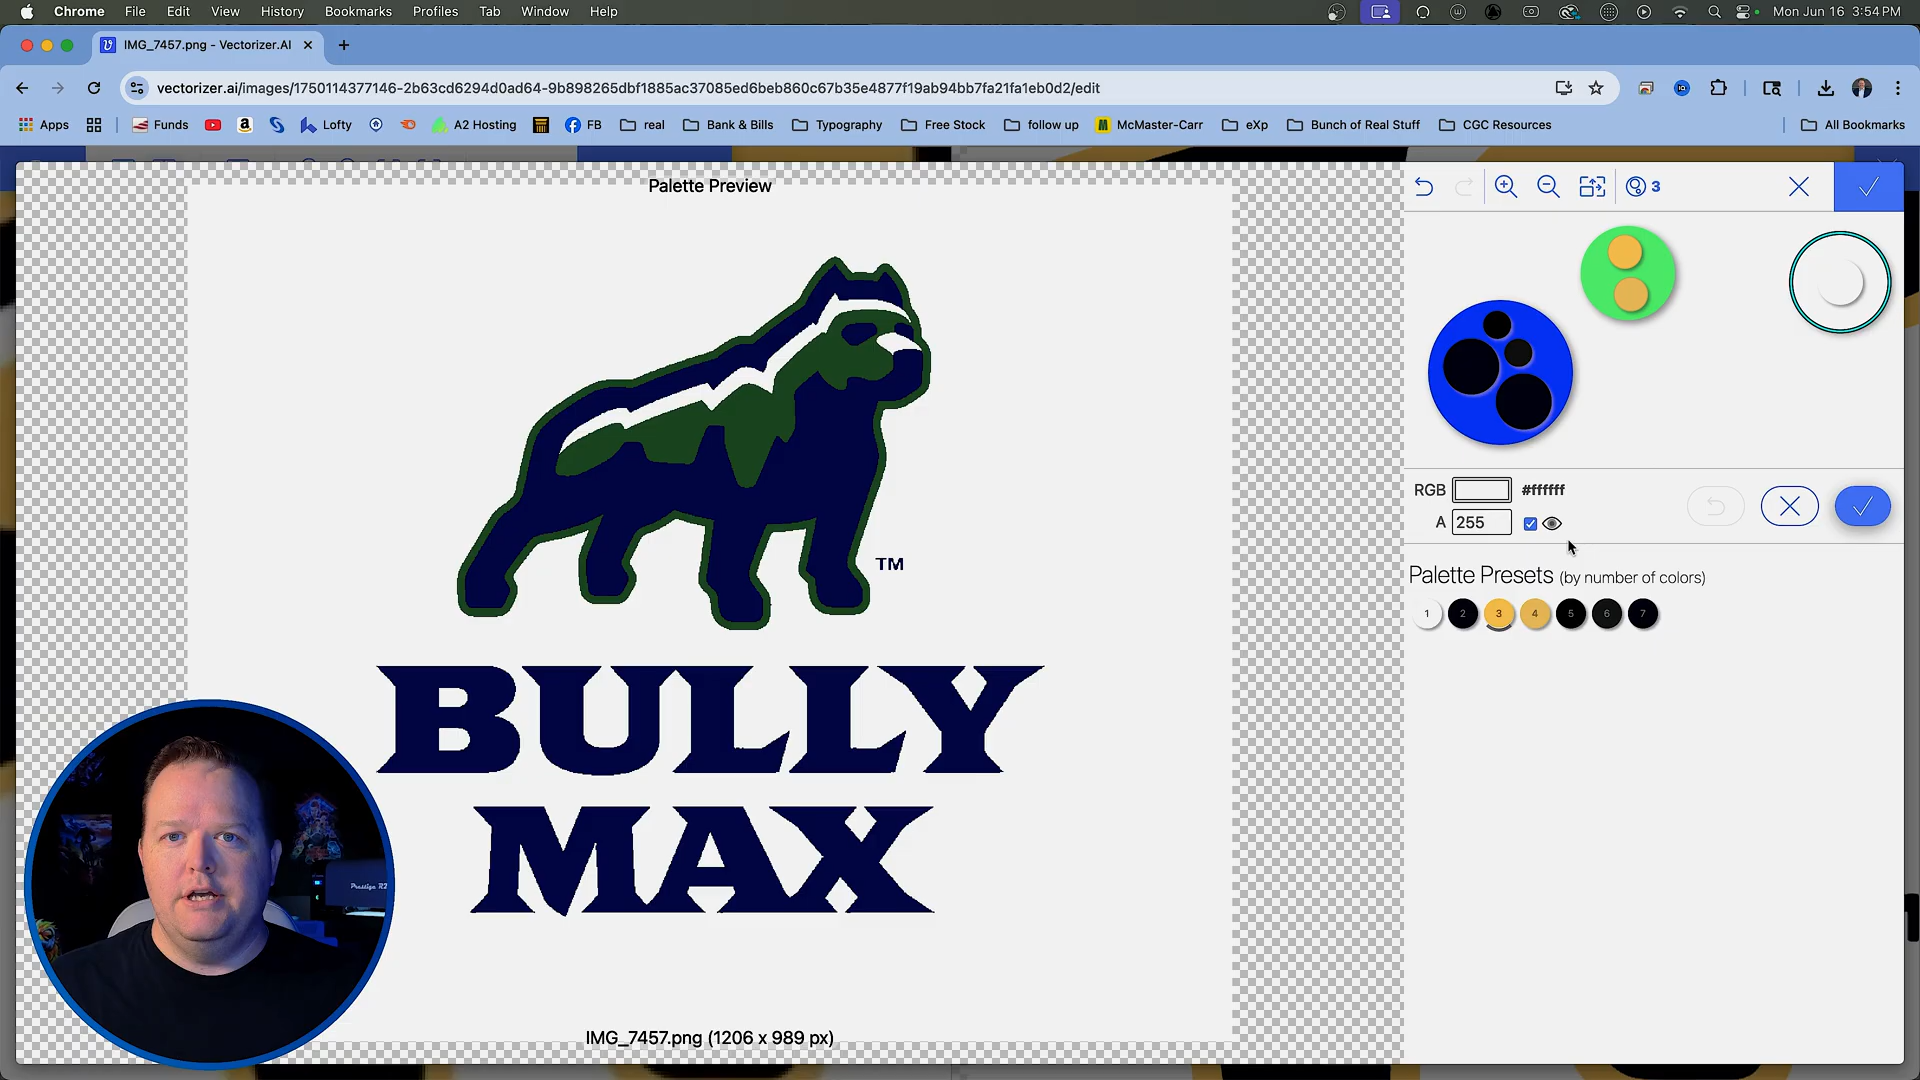 Chrome File Edit View History Bookmarks Profiles Tab Window Help Mon Jun 16 3:54 PM
IMG_7457.png - Vectorizer.AI
vectorizer.ai/images/1750114377146-2b63cd6294d0ad64-9b898265dbf1885ac37085ed6beb860c67b35e4877f19ab94bb7fa21fa1eb0d2/edit
Apps Funds Lofty A2 Hosting FB real Bank & Bills Typography Free Stock follow up McMaster-Carr eXp Bunch of Real Stuff CGC Resources All Bookmarks
Palette Preview
3
RGB #ffffff
A 255
TM
Palette Presets (by number of colors)
1 2 3 4 5 6 7
BULLY
MAX
Prestige R2
IMG_7457.png (1206 x 989 px)